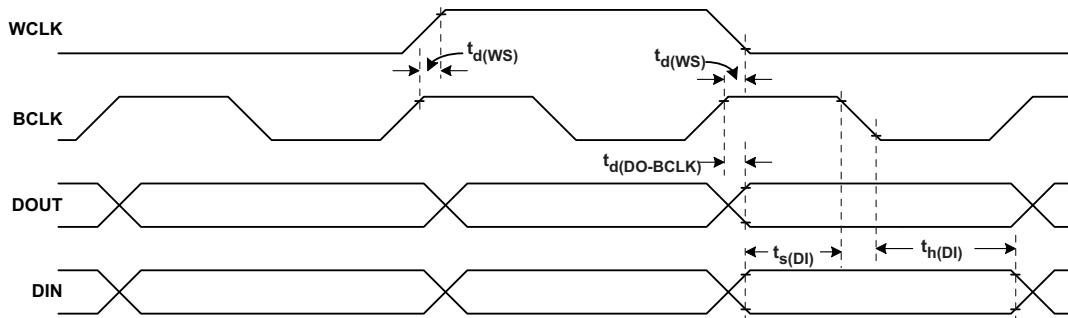 WCLK
td(WS)
td(WS)
BCLK
td(DO-BCLK)
DOUT
ts(DI)
th(DI)
DIN